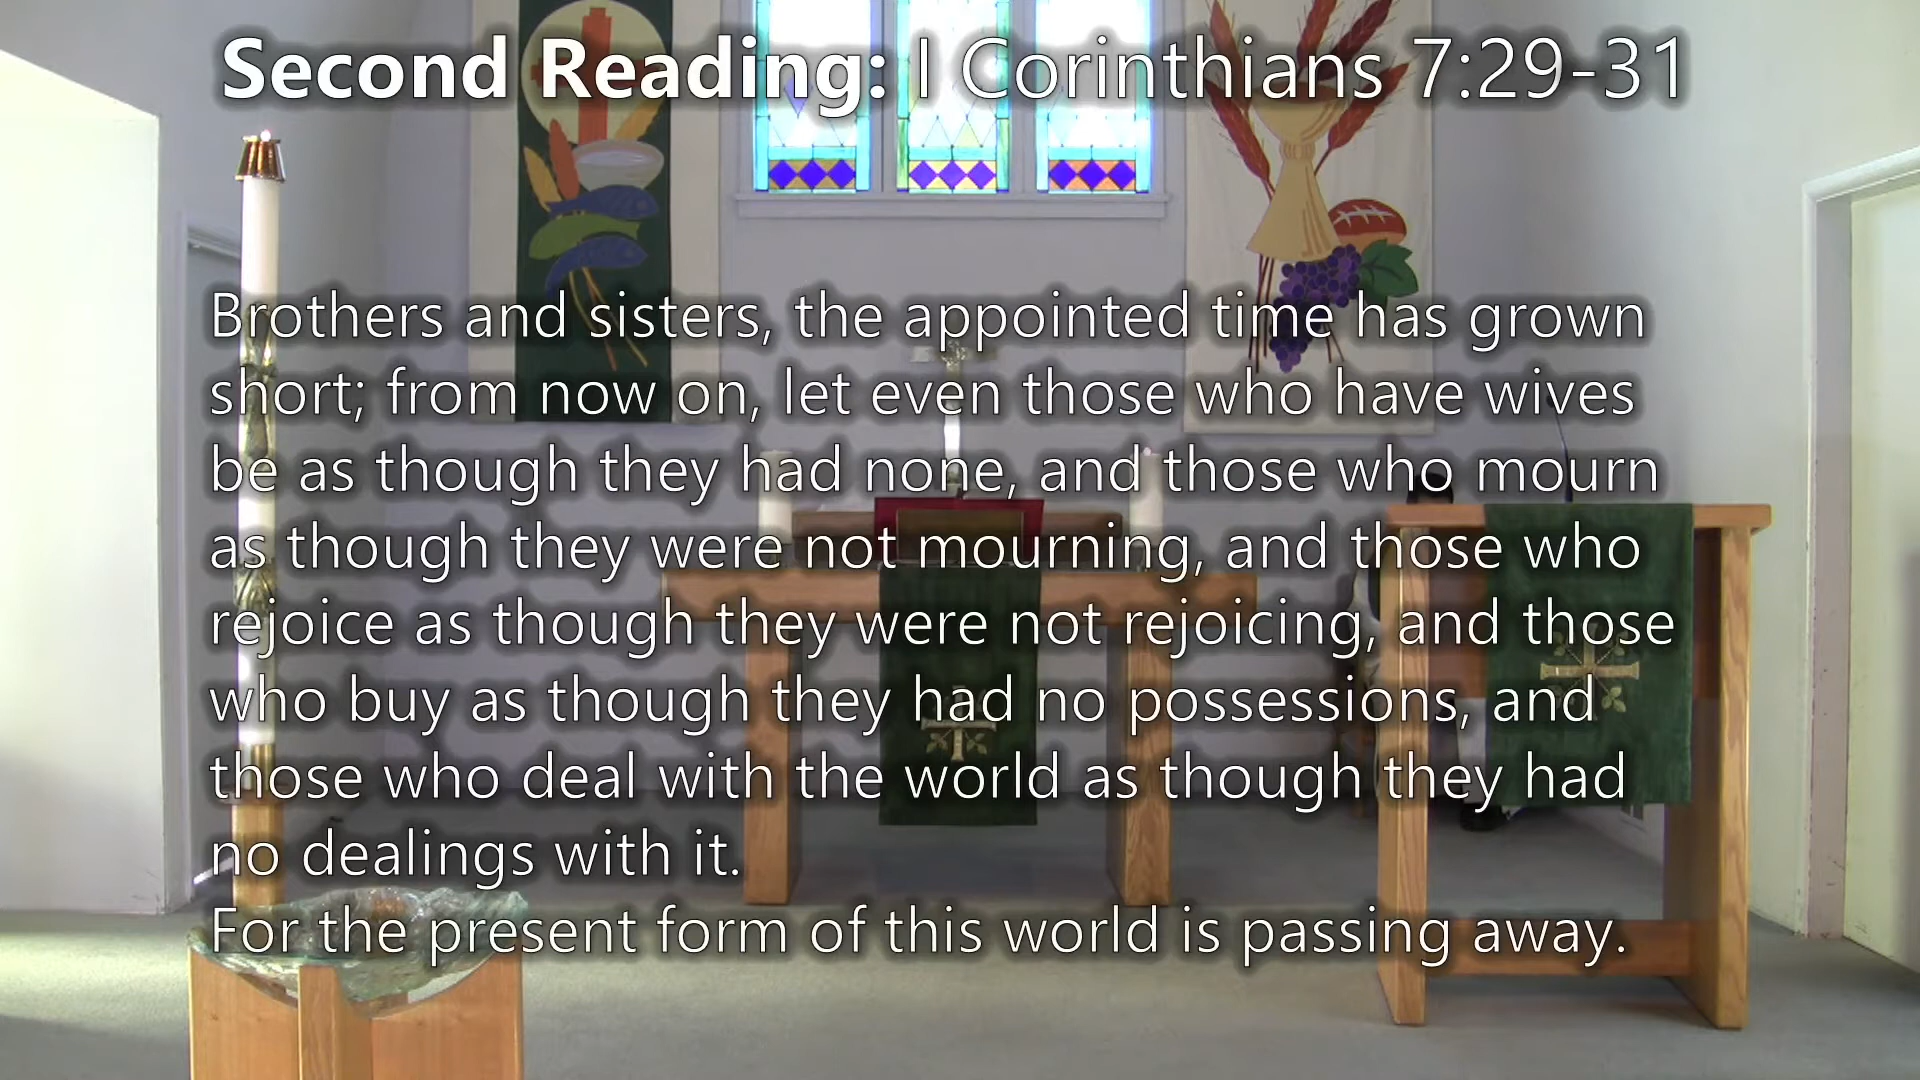 Second Reading: I Corinthians 7:29-31
Brothers and sisters, the appointed time has grown
short; from now on, let even those who have wives
be as though they had none, and those who mourn
as though they were not mourning, and those who
rejoice as though they were not rejoicing, and those
who buy as though they had no possessions, and
those who deal with the world as though they had
no dealings with it.
For the present form of this world is passing away.